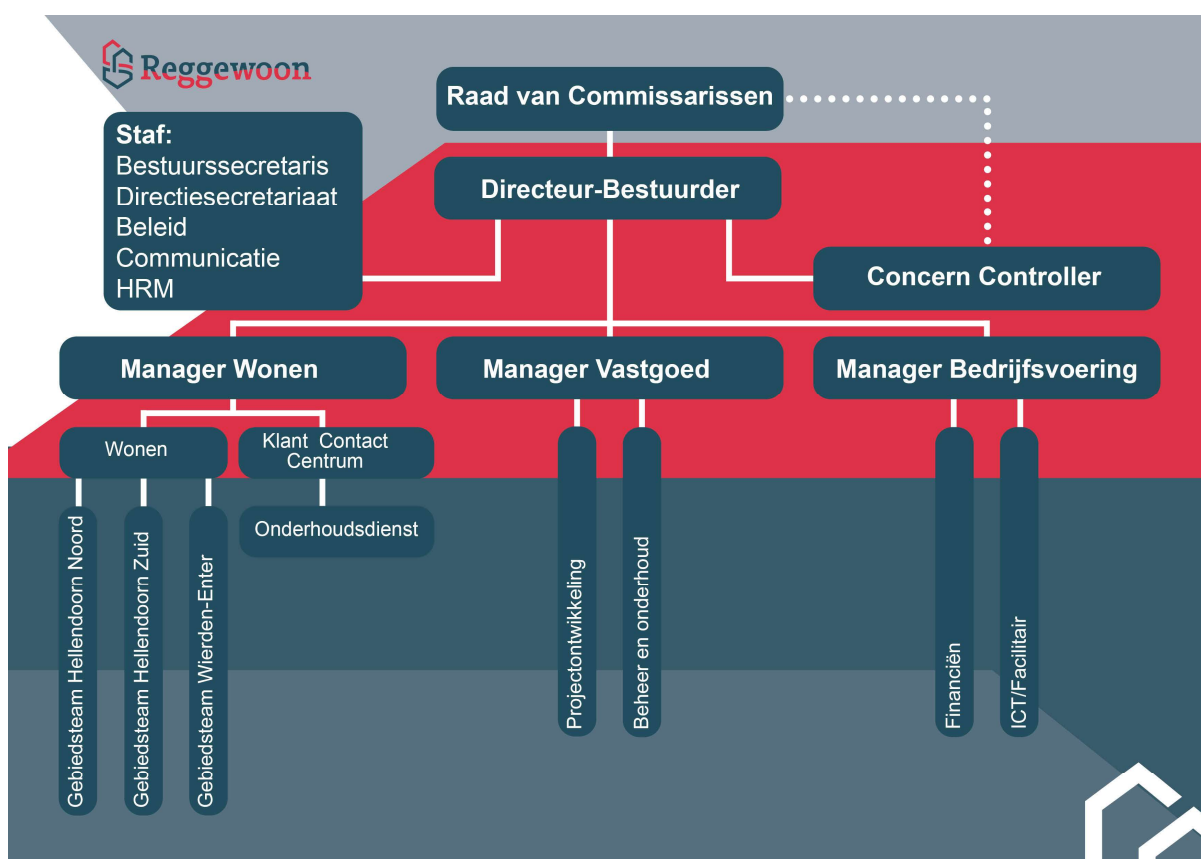 Reggewoon
Raad van Commissarissen
Staf:
Bestuurssecretaris
Directiesecretariaat
Beleid
Communicatie
HRM
Directeur-Bestuurder
Concern Controller
Manager Wonen
Manager Vastgoed
Manager Bedrijfsvoering
Wonen
Klant Contact
Centrum
Onderhoudsdienst
Gebiedsteam Hellendoorn Noord
Gebiedsteam Hellendoorn Zuid
Gebiedsteam Wierden-Enter
Projectontwikkeling
Beheer en onderhoud
Financiën
ICT/Facilitair